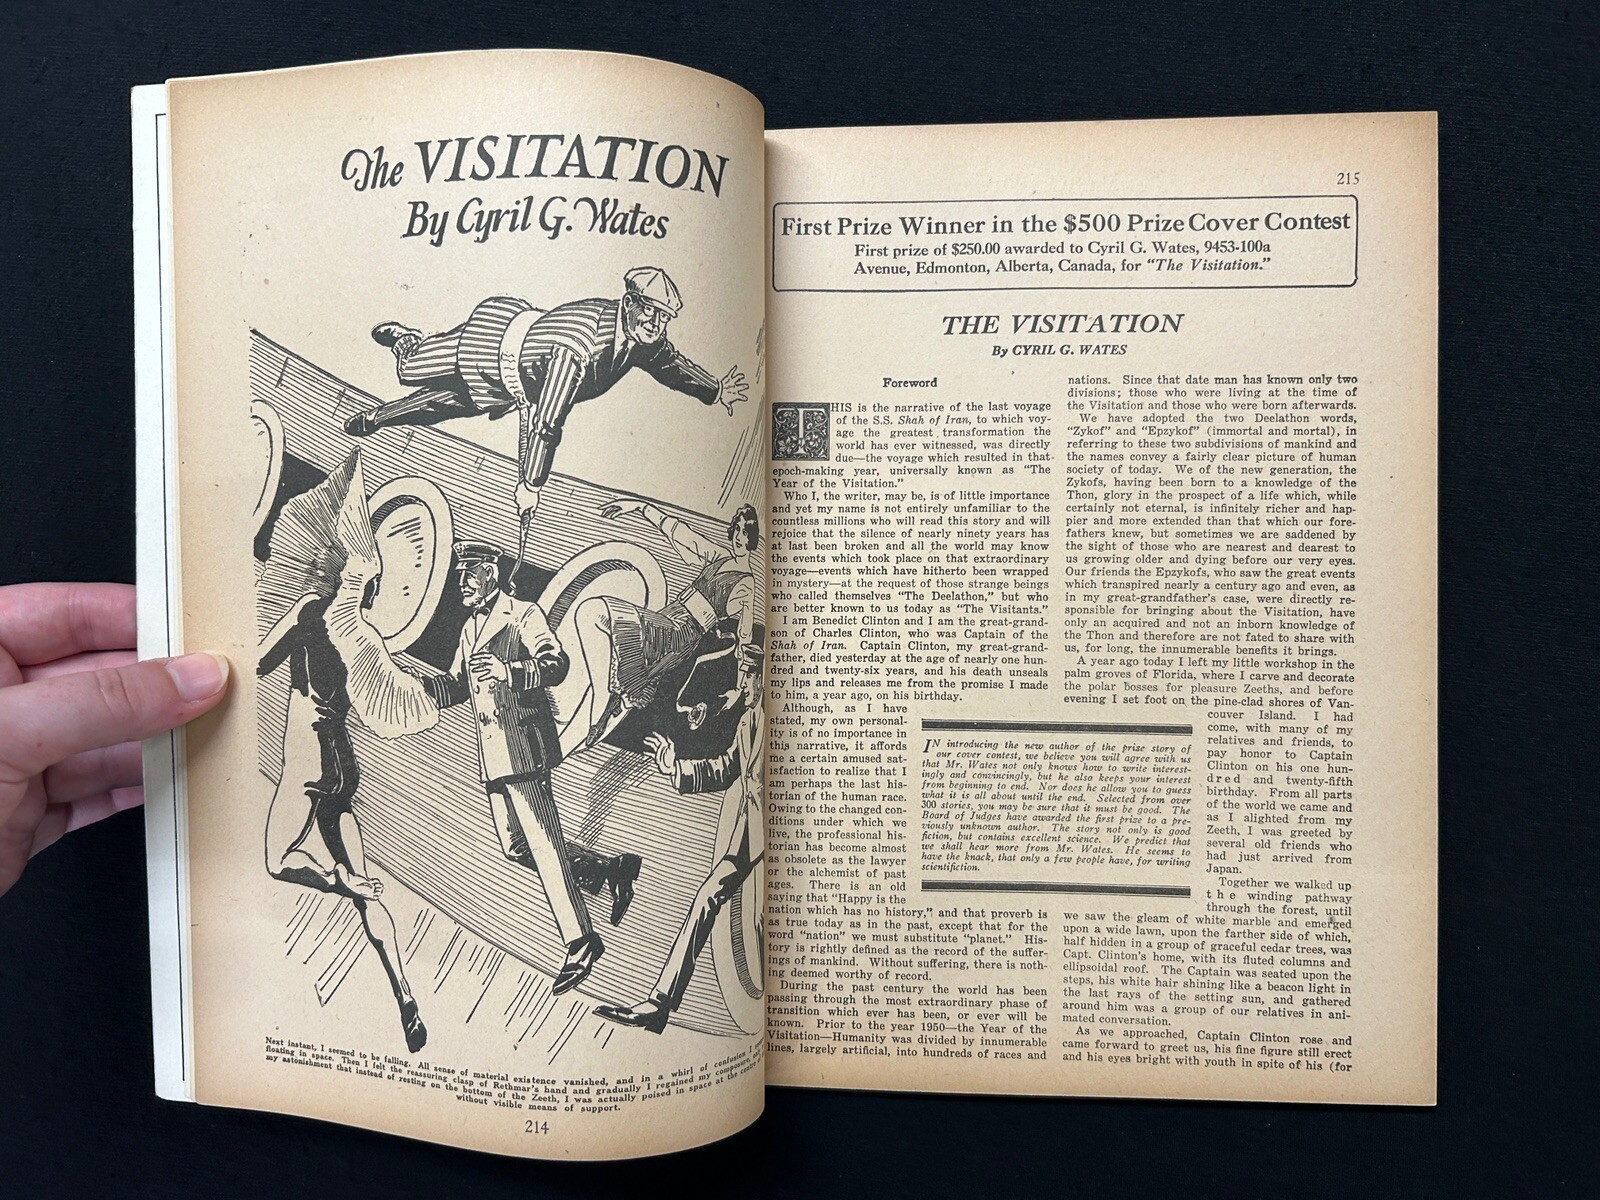 The VISITATION
By Cyril G. Wates
Next instant, I seemed to be falling. All sense of material existence vanished, and in a whirl of confusion I
floating in space. Then I felt the reassuring clasp of Rethmar's hand and gradually I regained my composure,
my astonishment that instead of resting on the bottom of the Zeeth, I was actually poised in space at the
without visible means of support.
214
215
First Prize Winner in the $500 Prize Cover Contest
First prize of $250.00 awarded to Cyril G. Wates, 9453-100a
Avenue, Edmonton, Alberta, Canada, for "The Visitation."
THE VISITATION
By CYRIL G. WATES
Foreword
THIS is the narrative of the last voyage
of the S.S. Shah of Iran, to which voy-
age the greatest transformation the
world has ever witnessed, was directly
due—the voyage which resulted in that
epoch-making year, universally known as "The
Year of the Visitation."
Who I, the writer, may be, is of little importance
and yet my name is not entirely unfamiliar to the
countless millions who will read this story and will
rejoice that the silence of nearly ninety years has
at last been broken and all the world may know
the events which took place on that extraordinary
voyage—events which have hitherto been wrapped
in mystery—at the request of those strange beings
who called themselves "The Deelathon," but who
are better known to us today as "The Visitants."
I am Benedict Clinton and I am the great-grand-
son of Charles Clinton, who was Captain of the
Shah of Iran. Captain Clinton, my great-grand-
father, died yesterday at the age of nearly one hun-
dred and twenty-six years, and his death unseals
my lips and releases me from the promise I made
to him, a year ago, on his birthday.
Although, as I have
stated, my own personal-
ity is of no importance in
this narrative, it affords
me a certain amused sat-
isfaction to realize that I
am perhaps the last his-
torian of the human race.
Owing to the changed con-
ditions under which we
live, the professional his-
torian has become almost
as obsolete as the lawyer
or the alchemist of past
ages. There is an old
saying that "Happy is the
nation which has no history," and that proverb is
as true today as in the past, except that for the
word "nation" we must substitute "planet." His-
tory is rightly defined as the record of the suffer-
ings of mankind. Without suffering, there is noth-
ing deemed worthy of record.
During the past century the world has been
passing through the most extraordinary phase of
transition which ever has been, or ever will be
known. Prior to the year 1950—the Year of the
Visitation—Humanity was divided by innumerable
lines, largely artificial, into hundreds of races and
IN introducing the new author of the prize story of
our cover contest, we believe you will agree with us
that Mr. Wates not only knows how to write interest-
ingly and convincingly, but he also keeps your interest
from beginning to end. Nor does he allow you to guess
what it is all about until the end. Selected from over
300 stories, you may be sure that it must be good. The
Board of Judges have awarded the first prize to a pre-
viously unknown author. The story not only is good
fiction, but contains excellent science. We predict that
we shall hear more from Mr. Wates. He seems to
have the knack, that only a few people have, for writing
scientifiction.
nations. Since that date man has known only two
divisions; those who were living at the time of
the Visitation and those who were born afterwards.
We have adopted the two Deelathon words,
"Zykof" and "Epzykof" (immortal and mortal), in
referring to these two subdivisions of mankind and
the names convey a fairly clear picture of human
society of today. We of the new generation, the
Zykofs, having been born to a knowledge of the
Thon, glory in the prospect of a life which, while
certainly not eternal, is infinitely richer and hap-
pier and more extended than that which our fore-
fathers knew, but sometimes we are saddened by
the sight of those who are nearest and dearest to
us growing older and dying before our very eyes.
Our friends the Epzykofs, who saw the great events
which transpired nearly a century ago and even, as
in my great-grandfather's case, were directly re-
sponsible for bringing about the Visitation, have
only an acquired and not an inborn knowledge of
the Thon and therefore are not fated to share with
us, for long, the innumerable benefits it brings.
A year ago today I left my little workshop in the
palm groves of Florida, where I carve and decorate
the polar bosses for pleasure Zeeths, and before
evening I set foot on the pine-clad shores of Van-
couver Island. I had
come, with many of my
relatives and friends, to
pay honor to Captain
Clinton on his one hun-
dred and twenty-fifth
birthday. From all parts
of the world we came and
as I alighted from my
Zeeth, I was greeted by
several old friends who
had just arrived from
Japan.
Together we walked up
the winding pathway
through the forest, until
we saw the gleam of white marble and emerged
upon a wide lawn, upon the farther side of which,
half hidden in a group of graceful cedar trees, was
Capt. Clinton's home, with its fluted columns and
ellipsoidal roof. The Captain was seated upon the
steps, his white hair shining like a beacon light in
the last rays of the setting sun, and gathered
around him was a group of our relatives in ani-
mated conversation.
As we approached, Captain Clinton rose and
came forward to greet us, his fine figure still erect
and his eyes bright with youth in spite of his (for